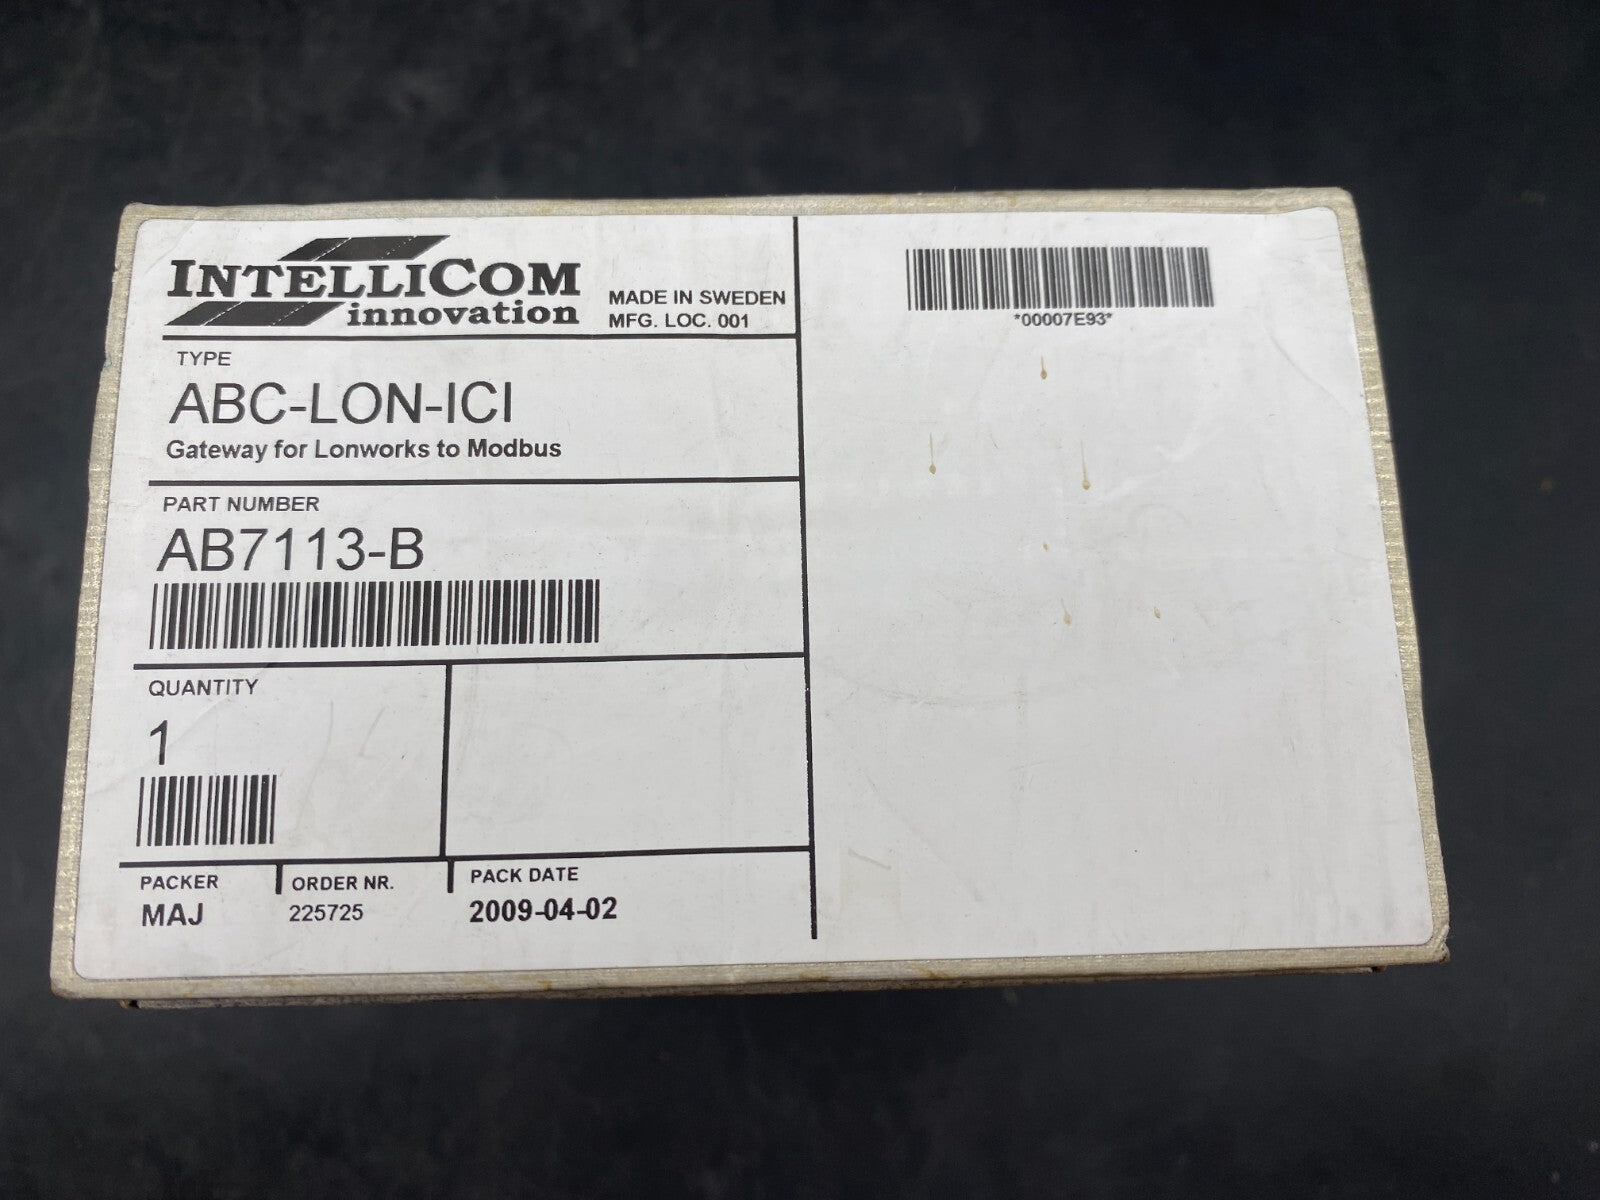 INTELLICOM
innovation
MADE IN SWEDEN
MFG. LOC. 001
TYPE
ABC-LON-ICI
Gateway for Lonworks to Modbus
PART NUMBER
AB7113-B
QUANTITY
1
PACKER
MAJ
ORDER NR.
225725
PACK DATE
2009-04-02
*00007E93*